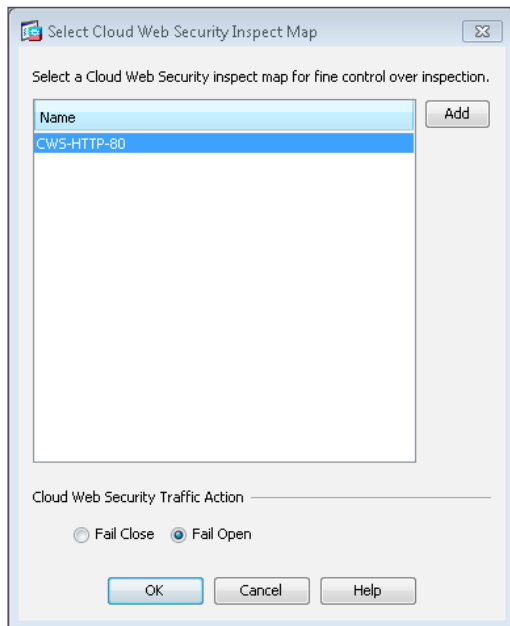 Select Cloud Web Security Inspect Map
Select a Cloud Web Security inspect map for fine control over inspection.
Name
Add
CWS-HTTP-80
Cloud Web Security Traffic Action
Fail Close Fail Open
OK Cancel Help